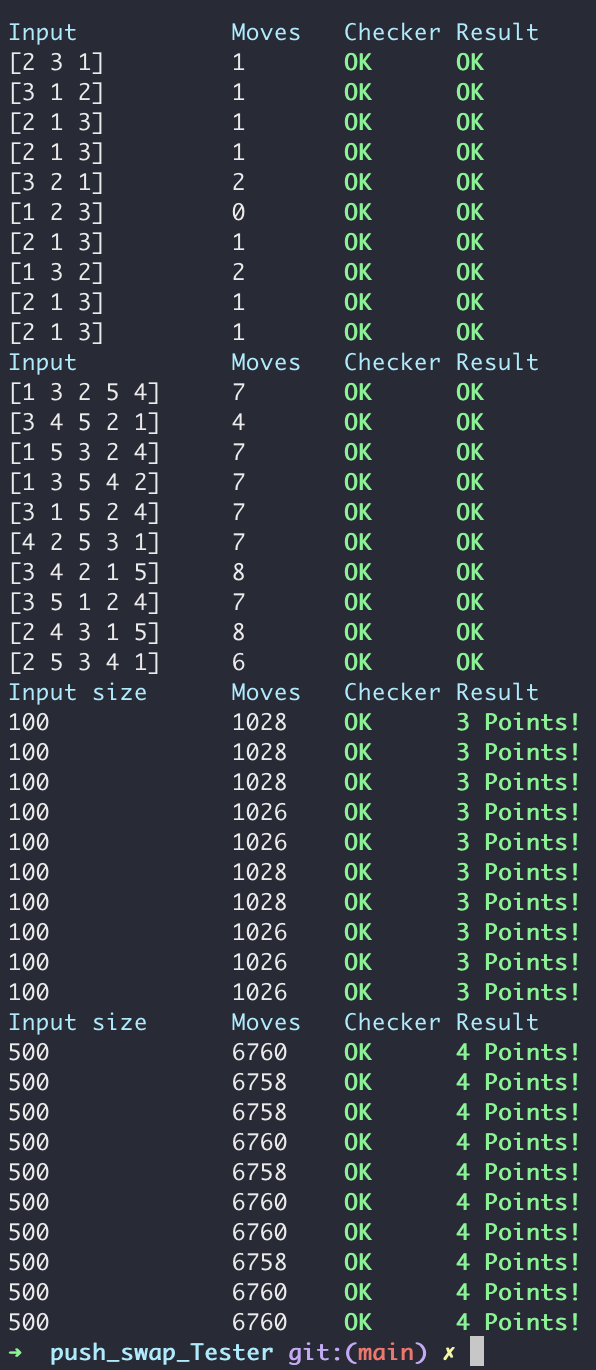 Input Moves Checker Result
[2 3 1] 1 OK OK
[3 1 2] 1 OK OK
[2 1 3] 1 OK OK
[2 1 3] 1 OK OK
[3 2 1] 2 OK OK
[1 2 3] 0 OK OK
[2 1 3] 1 OK OK
[1 3 2] 2 OK OK
[2 1 3] 1 OK OK
[2 1 3] 1 OK OK
Input Moves Checker Result
[1 3 2 5 4] 7 OK OK
[3 4 5 2 1] 4 OK OK
[1 5 3 2 4] 7 OK OK
[1 3 5 4 2] 7 OK OK
[3 1 5 2 4] 7 OK OK
[4 2 5 3 1] 7 OK OK
[3 4 2 1 5] 8 OK OK
[3 5 1 2 4] 7 OK OK
[2 4 3 1 5] 8 OK OK
[2 5 3 4 1] 6 OK OK
Input size Moves Checker Result
100 1028 OK 3 Points!
100 1028 OK 3 Points!
100 1028 OK 3 Points!
100 1026 OK 3 Points!
100 1026 OK 3 Points!
100 1028 OK 3 Points!
100 1028 OK 3 Points!
100 1026 OK 3 Points!
100 1026 OK 3 Points!
100 1026 OK 3 Points!
Input size Moves Checker Result
500 6760 OK 4 Points!
500 6758 OK 4 Points!
500 6758 OK 4 Points!
500 6760 OK 4 Points!
500 6758 OK 4 Points!
500 6760 OK 4 Points!
500 6760 OK 4 Points!
500 6758 OK 4 Points!
500 6760 OK 4 Points!
500 6760 OK 4 Points!
➜ push_swap_Tester git:(main) ✗